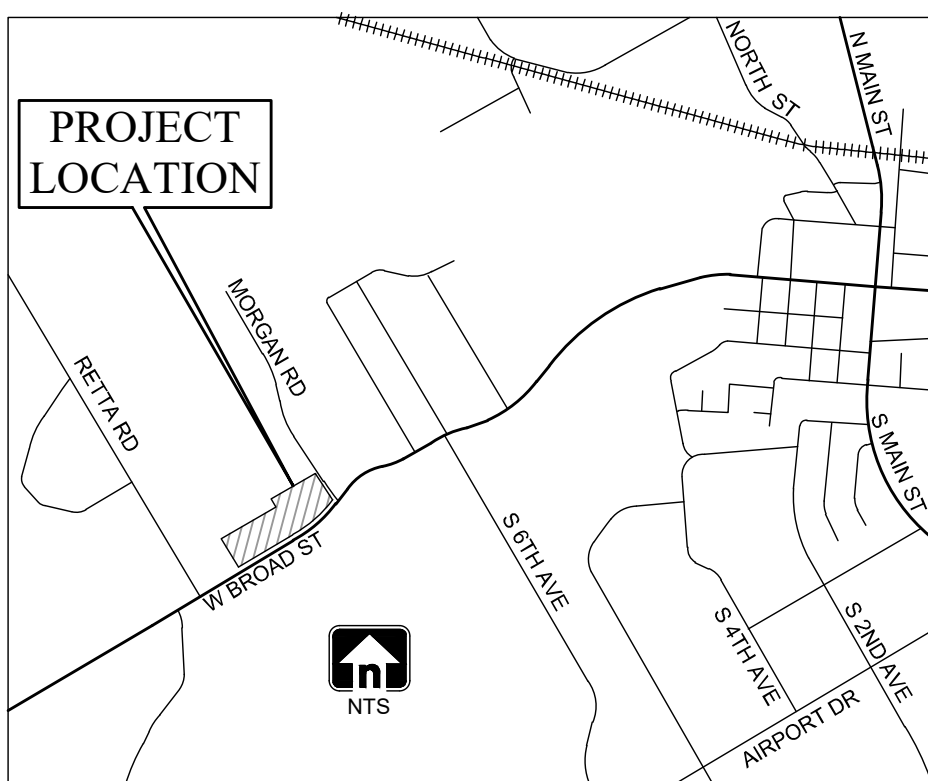 NORTH ST
N MAIN ST
PROJECT
LOCATION
MORGAN RD
RETTA RD
S MAIN ST
S 6TH AVE
W BROAD ST
S 4TH AVE
S 2ND AVE
n
NTS
AIRPORT DR